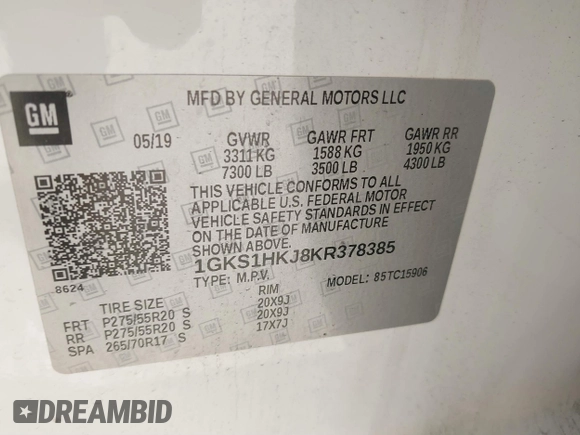 GM
MFD BY GENERAL MOTORS LLC
05/19 GVWR GAWR FRT GAWR RR
3311 KG 1588 KG 1950 KG
7300 LB 3500 LB 4300 LB
THIS VEHICLE CONFORMS TO ALL
APPLICABLE U.S. FEDERAL MOTOR
VEHICLE SAFETY STANDARDS IN EFFECT
ON THE DATE OF MANUFACTURE
SHOWN ABOVE.
1GKS1HKJ8KR378385
8624 TYPE: M.P.V. MODEL: 85TC15906
TIRE SIZE RIM
FRT P275/55R20 S 20X9J
RR P275/55R20 S 20X9J
SPA 265/70R17 S 17X7J
DREAMBID